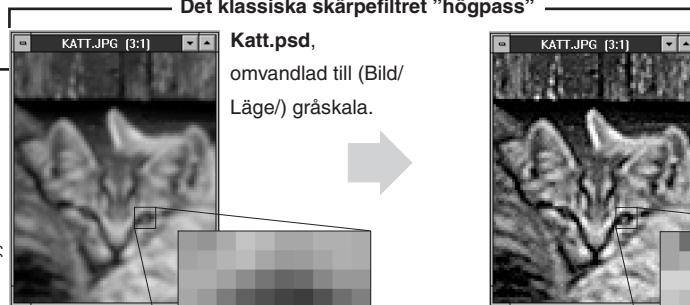 Det klassiska skärpefiltret ”högpass”
KATT.JPG (3:1)
Katt.psd,
omvandlad till (Bild/
Läge/) gråskala.
KATT.JPG (3:1)